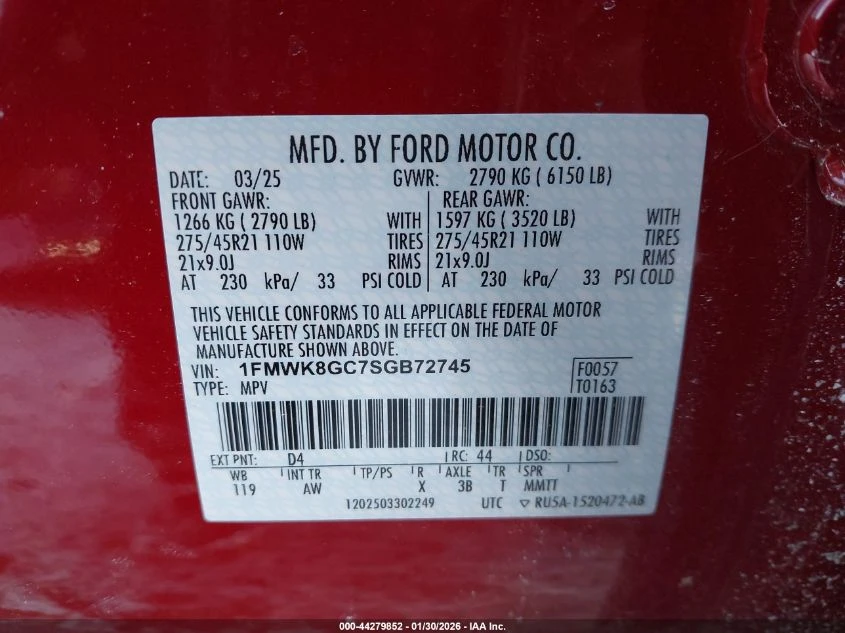 MFD. BY FORD MOTOR CO.
DATE: 03/25 GVWR: 2790 KG ( 6150 LB)
FRONT GAWR: REAR GAWR:
1266 KG ( 2790 LB) WITH 1597 KG ( 3520 LB) WITH
275/45R21 110W TIRES 275/45R21 110W TIRES
21x9.0J RIMS 21x9.0J RIMS
AT 230 kPa/ 33 PSI COLD AT 230 kPa/ 33 PSI COLD
THIS VEHICLE CONFORMS TO ALL APPLICABLE FEDERAL MOTOR
VEHICLE SAFETY STANDARDS IN EFFECT ON THE DATE OF
MANUFACTURE SHOWN ABOVE.
VIN: 1FMWK8GC7SGB72745 F0057
TYPE: MPV T0163
EXT PNT: D4 RC: 44 DSO:
WB INT TR TP/PS R AXLE TR SPR
119 AW X 3B T MMTT
1202503302249 UTC ▽ RU5A-1520472-AB
000-44279852 - 01/30/2026 - IAA Inc.